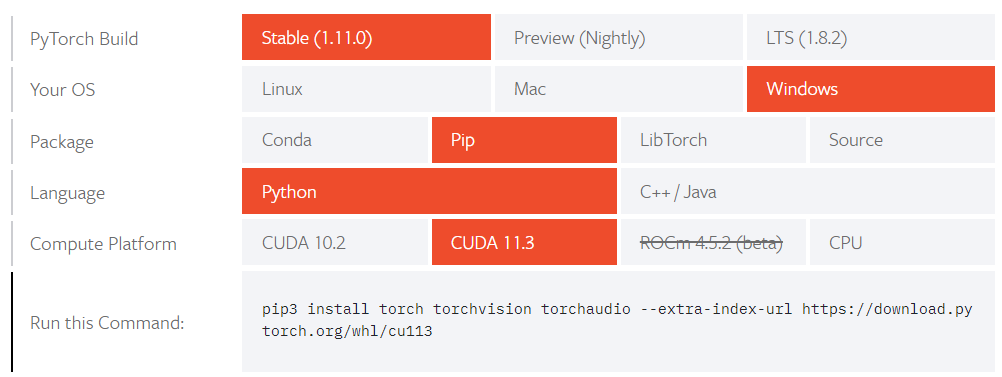 PyTorch Build Stable (1.11.0) Preview (Nightly) LTS (1.8.2)
Your OS Linux Mac Windows
Package Conda Pip LibTorch Source
Language Python C++ / Java
Compute Platform CUDA 10.2 CUDA 11.3 ROCm 4.5.2 (beta) CPU
Run this Command: pip3 install torch torchvision torchaudio --extra-index-url https://download.py
torch.org/whl/cu113